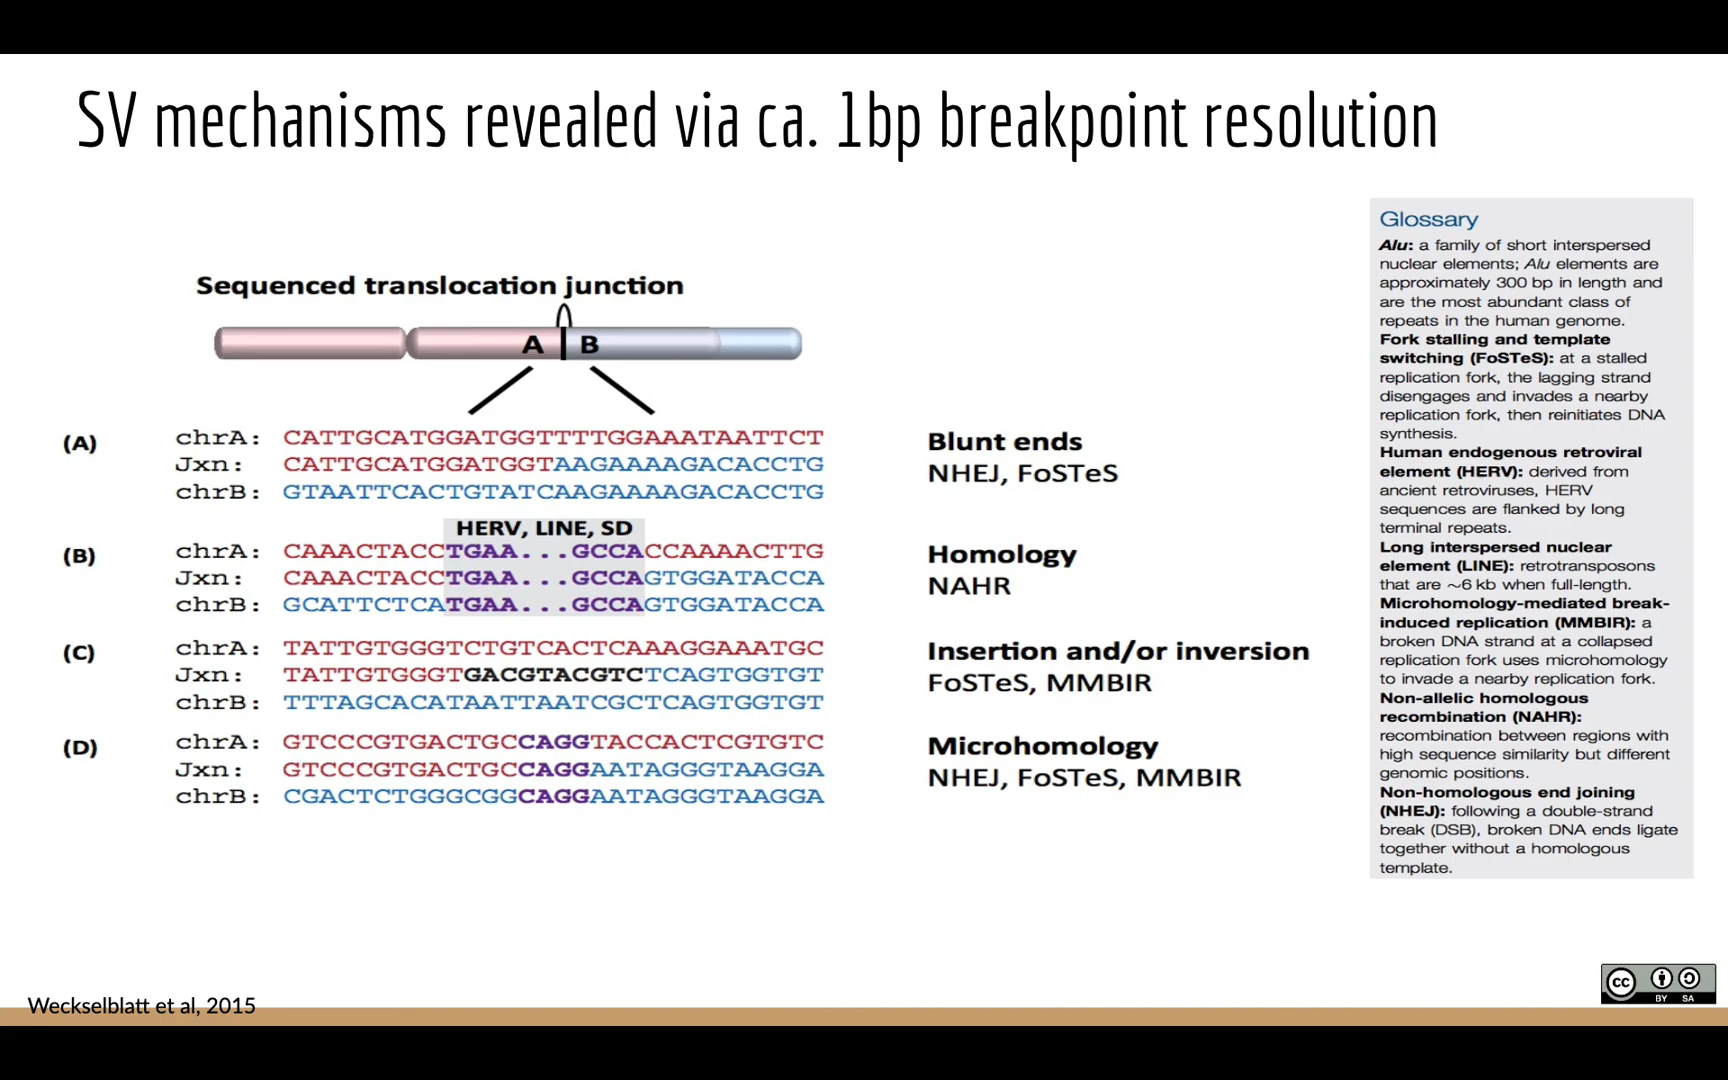 SV mechanisms revealed via ca. 1bp breakpoint resolution
Sequenced translocation junction
A B
(A)
chrA: CATTGCATGGATGGTTTTGGAAATAATTCT
Jxn: CATTGCATGGATGGTAAGAAAAGACACCTG
chrB: GTAATTCACTGTATCAAGAAAAGACACCTG
Blunt ends
NHEJ, FoSTeS
HERV, LINE, SD
(B)
chrA: CAAACTACCTGAA...GCCACCAAAACTTG
Jxn: CAAACTACCTGAA...GCCAGTGGATACCA
chrB: GCATTCTCATGAA...GCCAGTGGATACCA
Homology
NAHR
(C)
chrA: TATTGTGGGTCTGTCACTCAAAGGAAATGC
Jxn: TATTGTGGGTGACGTACGTCTCAGTGGTGT
chrB: TTTAGCACATAATTAATCGCTCAGTGGTGT
Insertion and/or inversion
FoSTeS, MMBIR
(D)
chrA: GTCCCGTGACTGCCAGGTACCACTCGTGTC
Jxn: GTCCCGTGACTGCCAGGAATAGGGTAAGGA
chrB: CGACTCTGGGCGGCAGGAATAGGGTAAGGA
Microhomology
NHEJ, FoSTeS, MMBIR
Glossary
Alu: a family of short interspersed
nuclear elements; Alu elements are
approximately 300 bp in length and
are the most abundant class of
repeats in the human genome.
Fork stalling and template
switching (FoSTeS): at a stalled
replication fork, the lagging strand
disengages and invades a nearby
replication fork, then reinitiates DNA
synthesis.
Human endogenous retroviral
element (HERV): derived from
ancient retroviruses, HERV
sequences are flanked by long
terminal repeats.
Long interspersed nuclear
element (LINE): retrotransposons
that are ~6 kb when full-length.
Microhomology-mediated break-
induced replication (MMBIR): a
broken DNA strand at a collapsed
replication fork uses microhomology
to invade a nearby replication fork.
Non-allelic homologous
recombination (NAHR):
recombination between regions with
high sequence similarity but different
genomic positions.
Non-homologous end joining
(NHEJ): following a double-strand
break (DSB), broken DNA ends ligate
together without a homologous
template.
Weckselblatt et al, 2015
cc BY SA